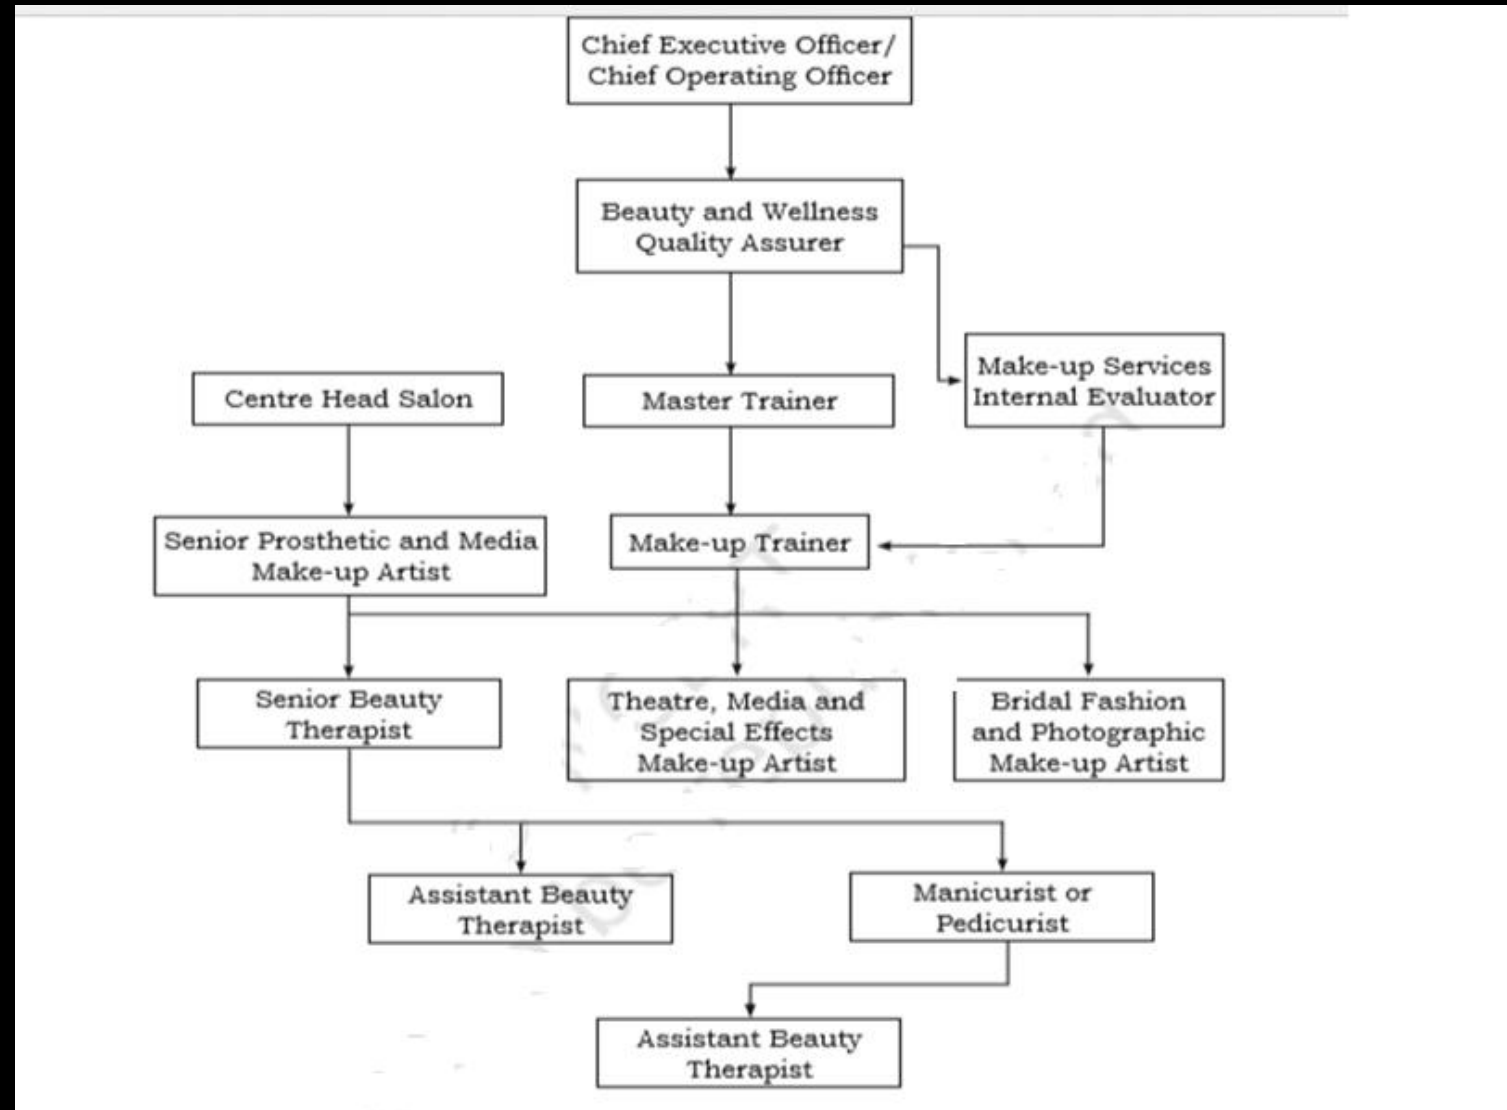 Chief Executive Officer/
Chief Operating Officer
Beauty and Wellness
Quality Assurer
Make-up Services
Internal Evaluator
Centre Head Salon
Master Trainer
Senior Prosthetic and Media
Make-up Artist
Make-up Trainer
Senior Beauty
Therapist
Theatre, Media and
Special Effects
Make-up Artist
Bridal Fashion
and Photographic
Make-up Artist
Assistant Beauty
Therapist
Manicurist or
Pedicurist
Assistant Beauty
Therapist